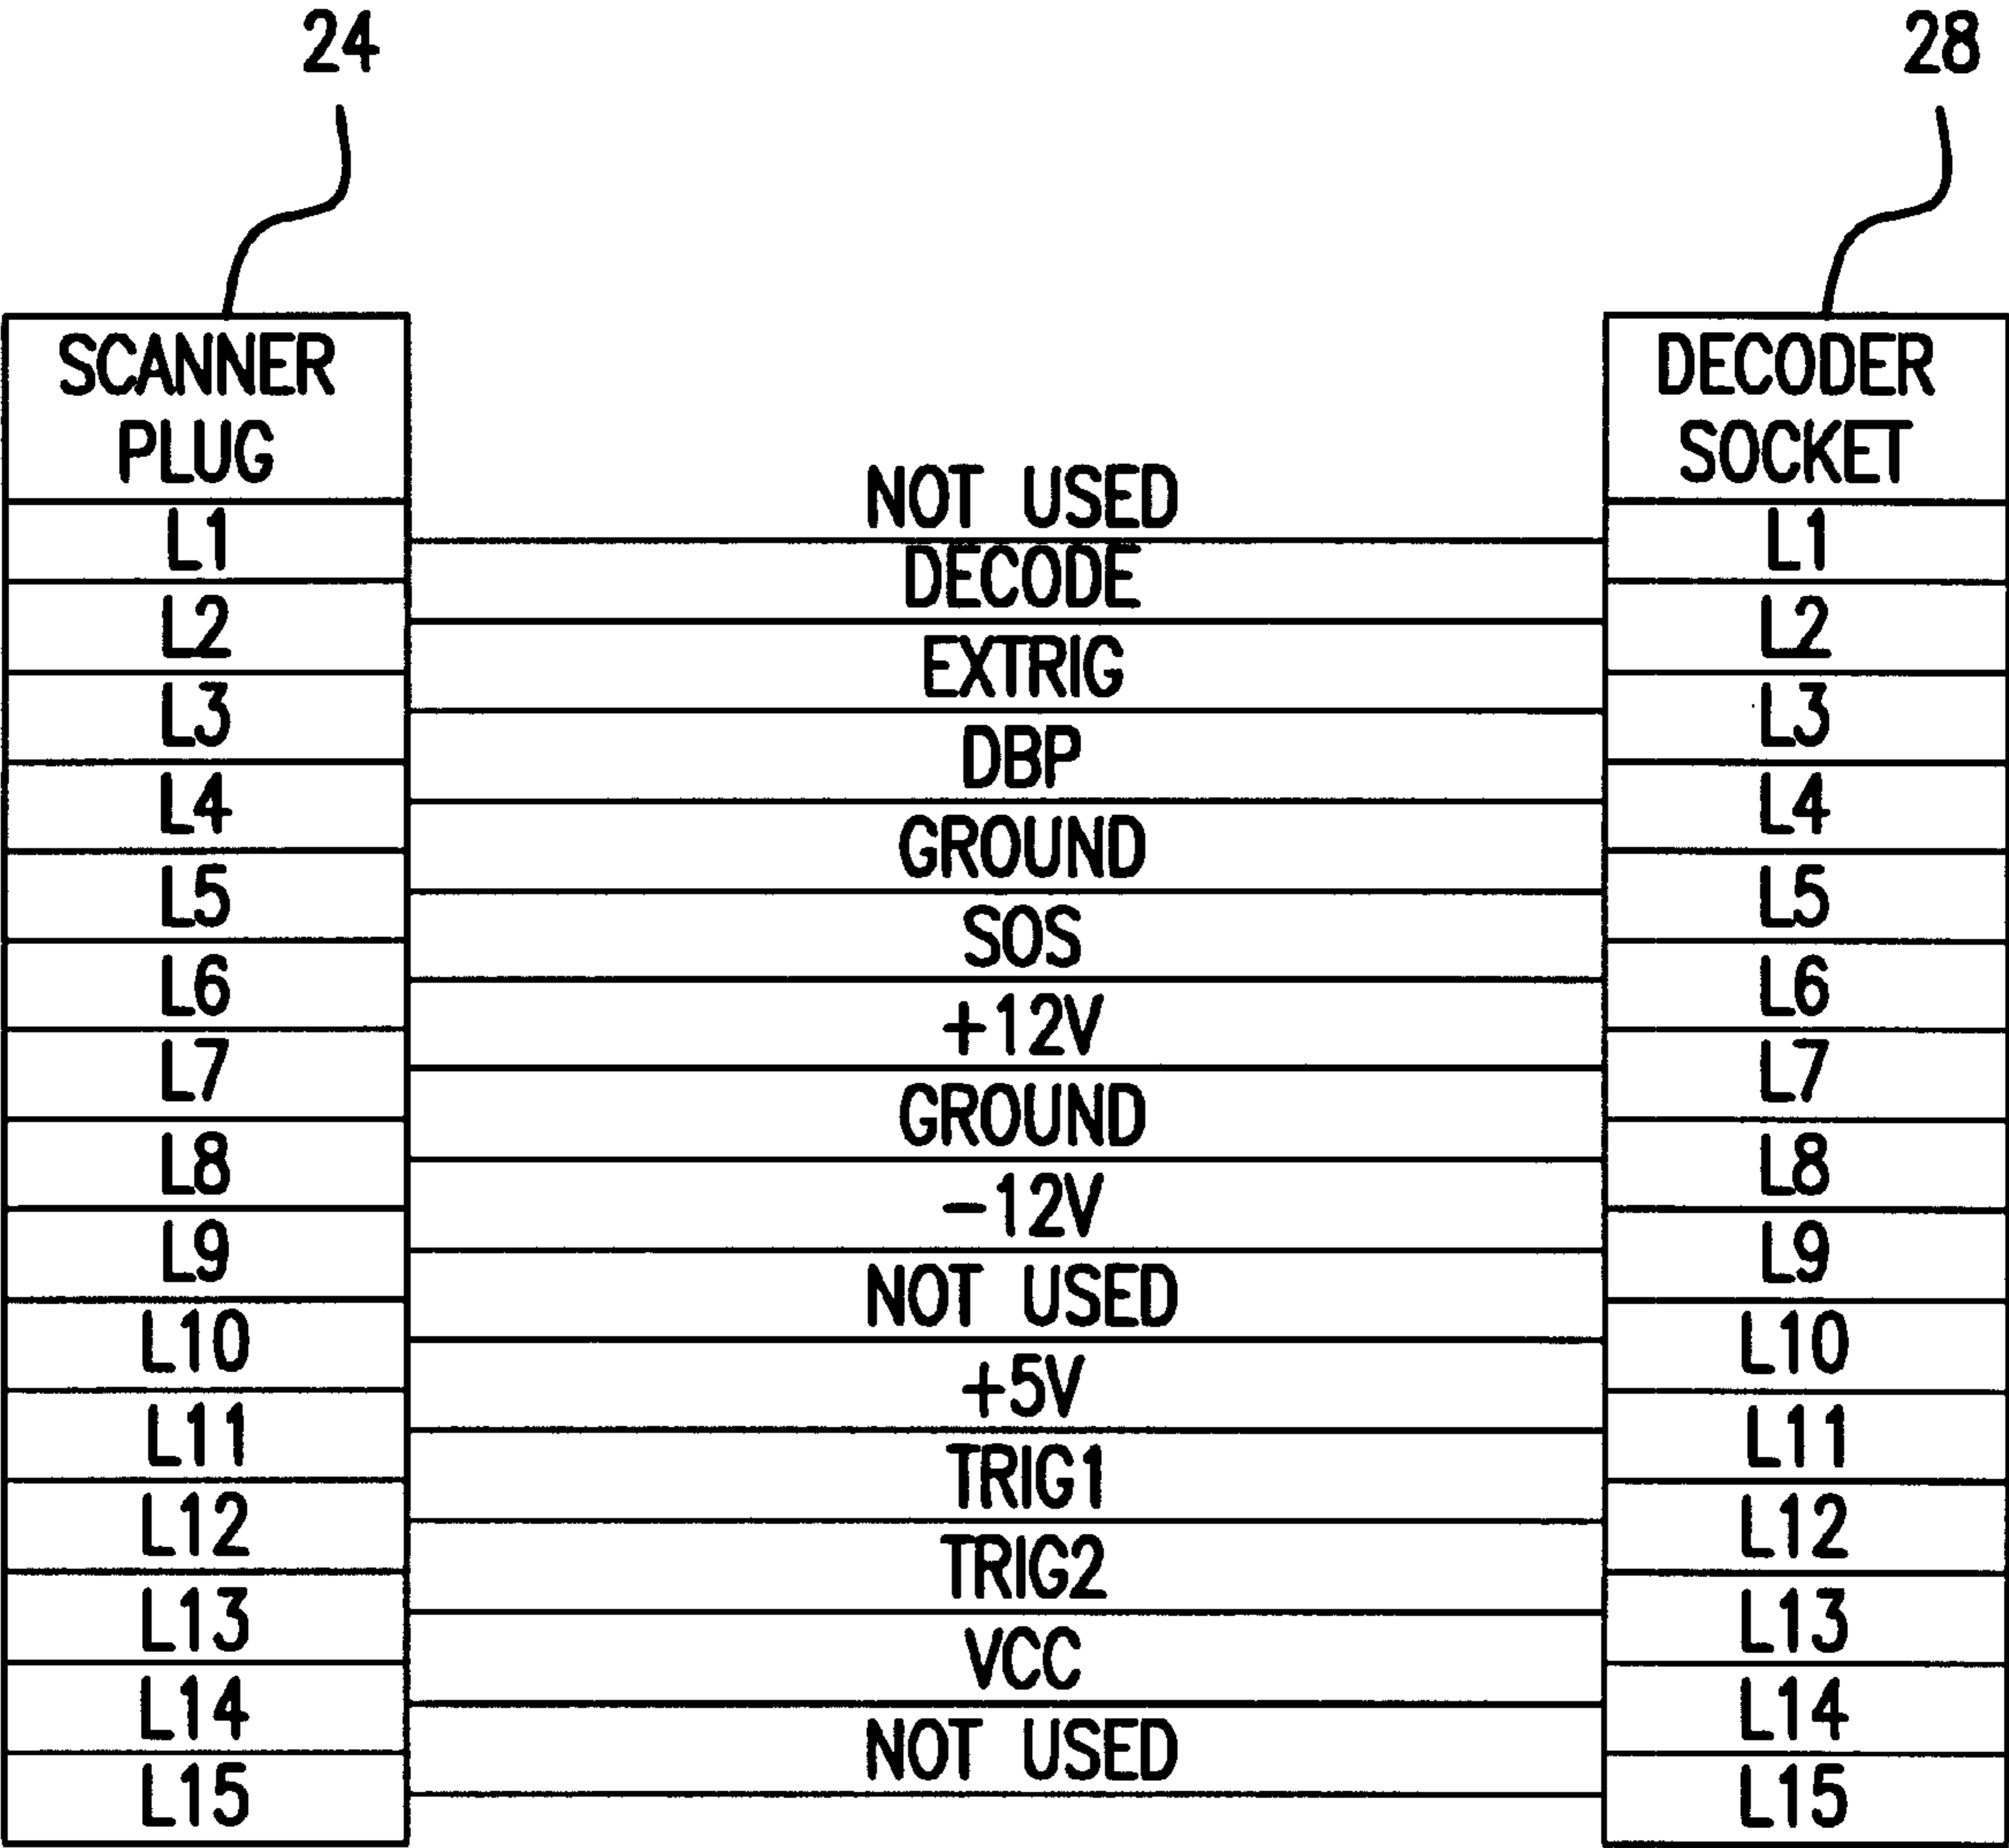 24 28
SCANNER DECODER
PLUG SOCKET
NOT USED
L1 L1
DECODE
L2 L2
EXTRIG
L3 L3
DBP
L4 L4
GROUND
L5 L5
SOS
L6 L6
+12V
L7 L7
GROUND
L8 L8
-12V
L9 L9
NOT USED
L10 L10
+5V
L11 L11
TRIG1
L12 L12
TRIG2
L13 L13
VCC
L14 L14
NOT USED
L15 L15